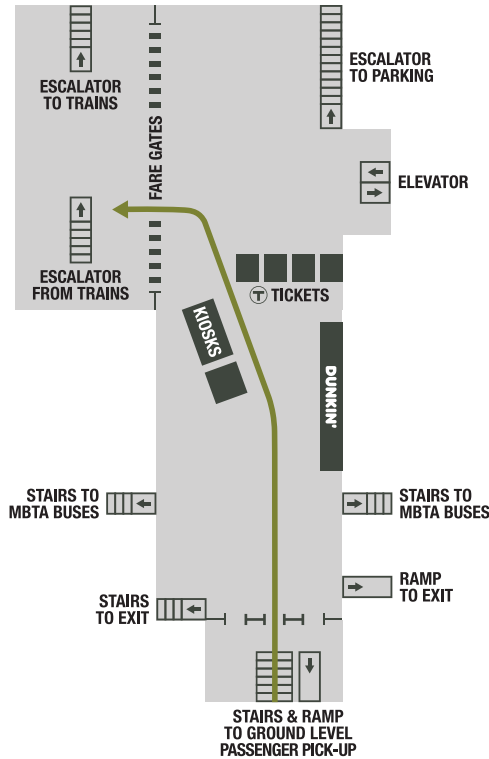 ESCALATOR
TO TRAINS
FARE GATES
ESCALATOR
TO PARKING
ELEVATOR
ESCALATOR
FROM TRAINS
T TICKETS
KIOSKS
DUNKIN'
STAIRS TO
MBTA BUSES
STAIRS TO
MBTA BUSES
RAMP
TO EXIT
STAIRS
TO EXIT
STAIRS & RAMP
TO GROUND LEVEL
PASSENGER PICK-UP